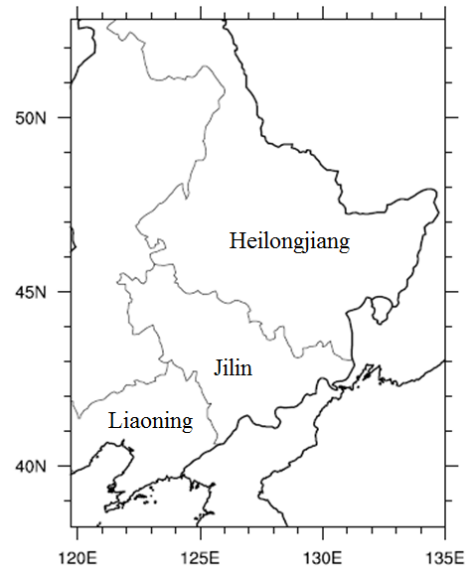 50N
Heilongjiang
45N
Jilin
Liaoning
40N
120E 125E 130E 135E